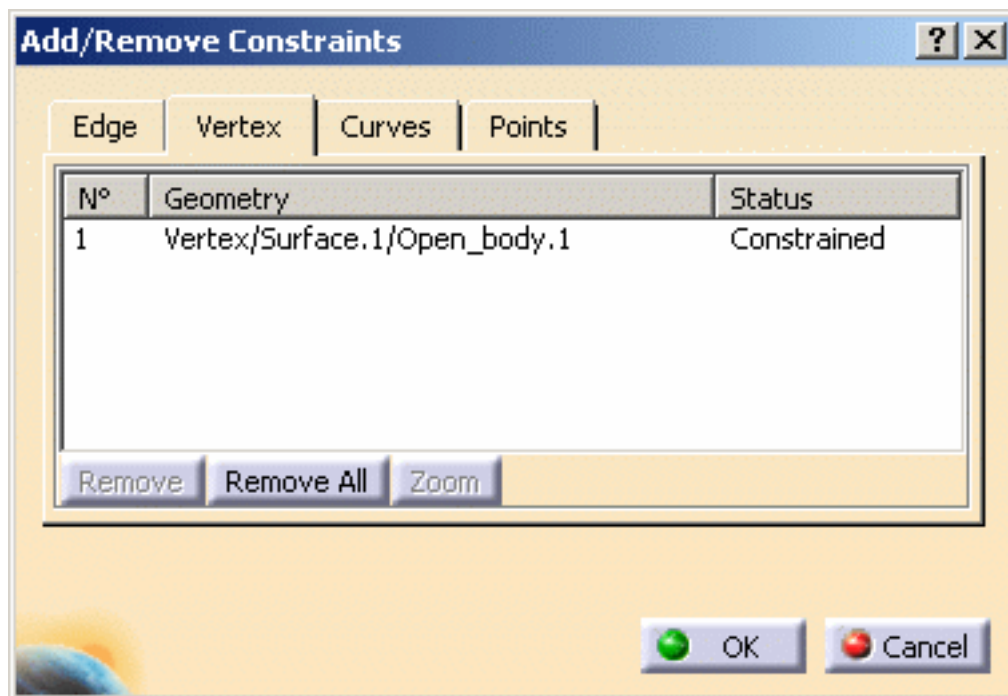 Add/Remove Constraints
Edge Vertex Curves Points
N° Geometry Status
1 Vertex/Surface.1/Open_body.1 Constrained
Remove Remove All Zoom
OK Cancel